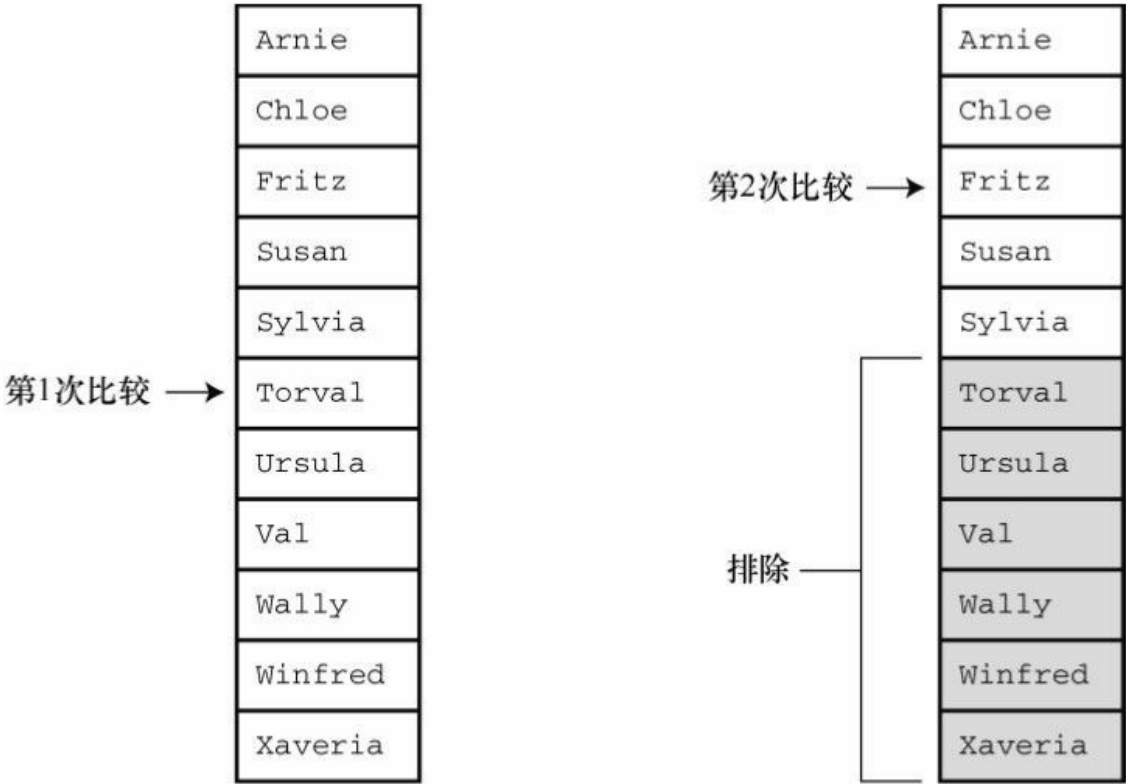 Arnie
Chloe
Fritz
Susan
Sylvia
第1次比较
Torval
Ursula
Val
Wally
Winfred
Xaveria
Arnie
Chloe
第2次比较
Fritz
Susan
Sylvia
Torval
Ursula
Val
排除
Wally
Winfred
Xaveria